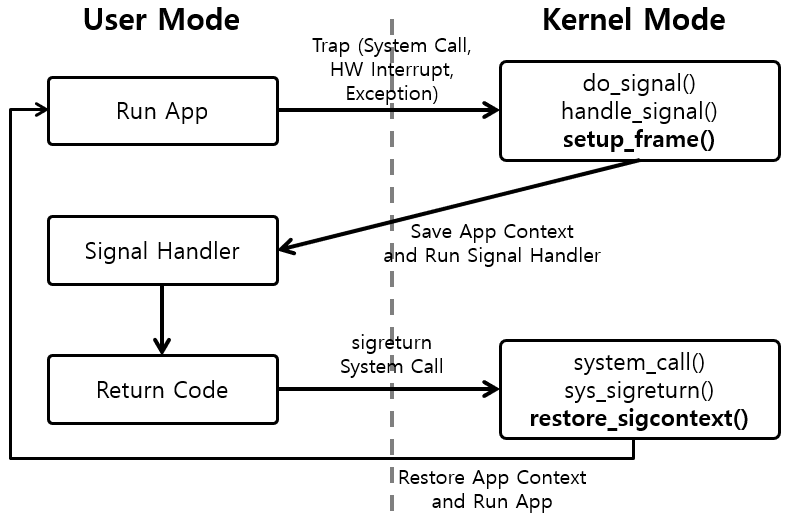 User Mode
Kernel Mode
Trap (System Call,
HW Interrupt,
Exception)
Run App
do_signal()
handle_signal()
setup_frame()
Signal Handler
Save App Context
and Run Signal Handler
sigreturn
System Call
Return Code
system_call()
sys_sigreturn()
restore_sigcontext()
Restore App Context
and Run App